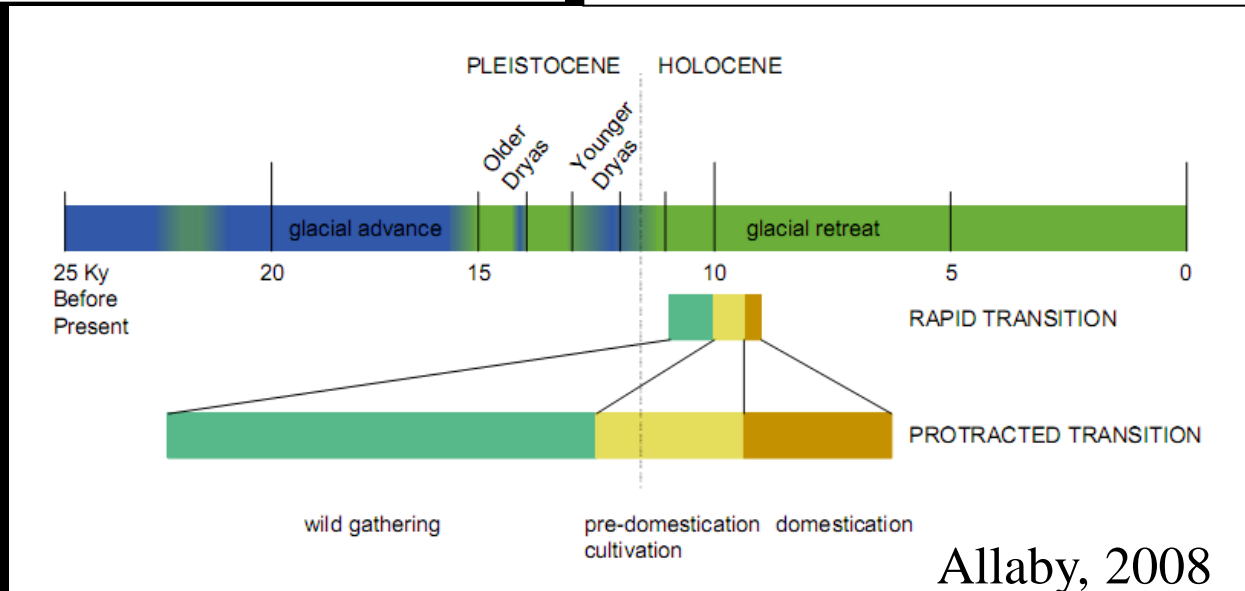 PLEISTOCENE HOLOCENE
Older
Dryas
Younger
Dryas
glacial advance glacial retreat
25 Ky 20 15 10 5 0
Before
Present
RAPID TRANSITION
PROTRACTED TRANSITION
wild gathering pre-domestication domestication
cultivation
Allaby, 2008